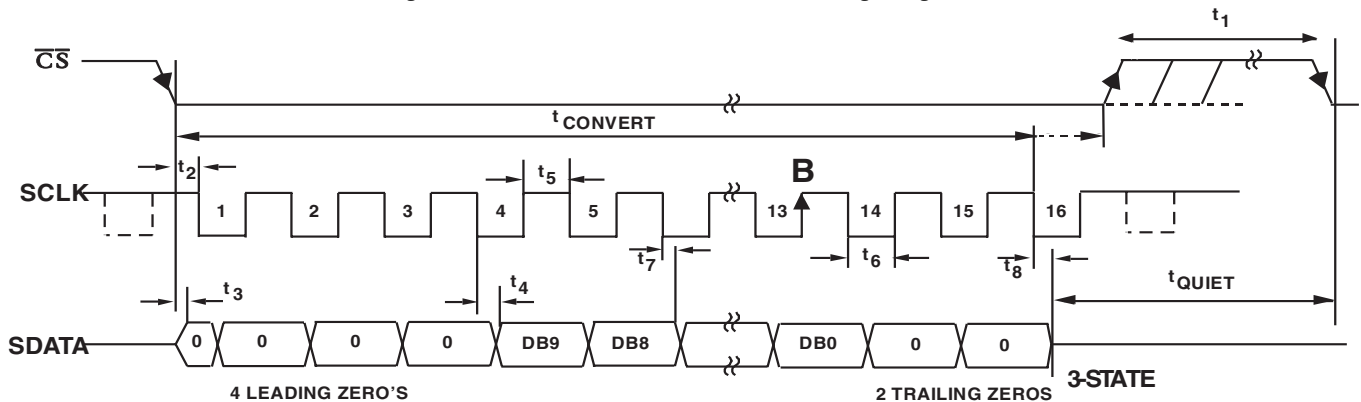 t1
CS
tCONVERT
t2
t5
B
SCLK
1 2 3 4 5 13 14 15 16
t7
t6
t8
t3
t4
tQUIET
SDATA
0 0 0 0 DB9 DB8 DB0 0 0
4 LEADING ZERO'S
2 TRAILING ZEROS
3-STATE